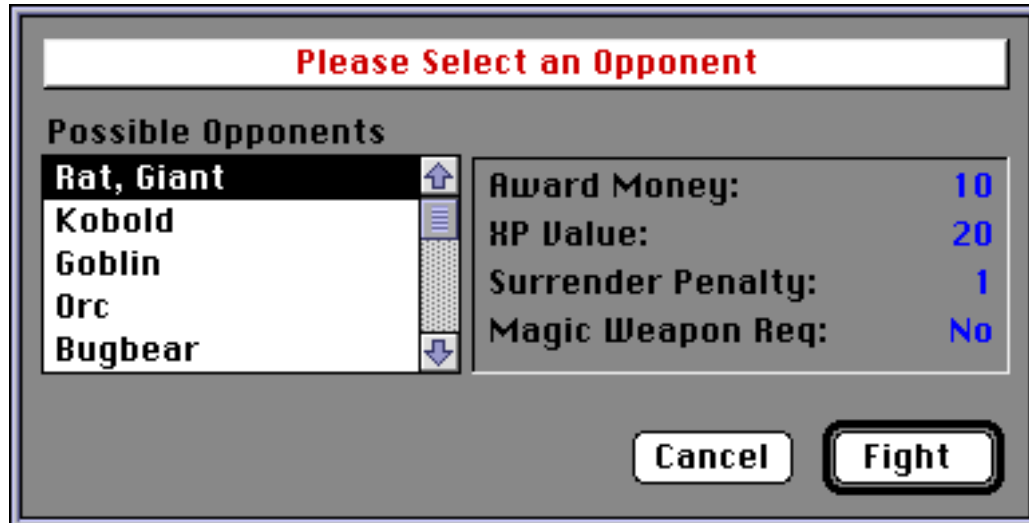 Please Select an Opponent
Possible Opponents
Rat, Giant
Kobold
Goblin
Orc
Bugbear
Award Money: 10
XP Value: 20
Surrender Penalty: 1
Magic Weapon Req: No
Cancel
Fight